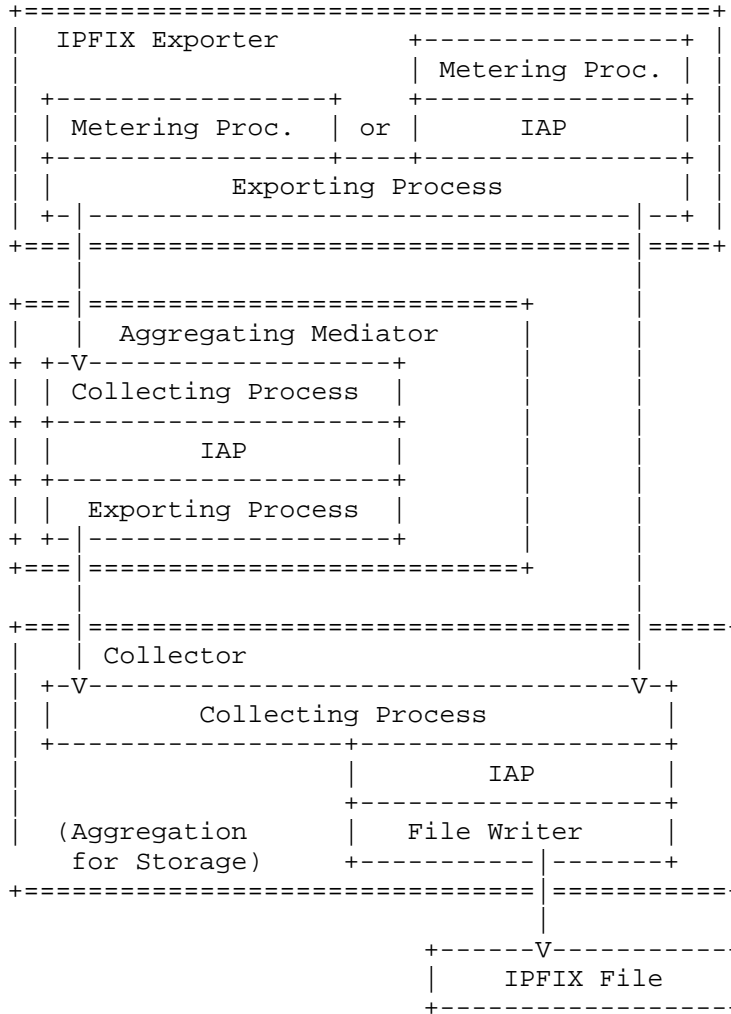 IPFIX Exporter
Metering Proc.
Metering Proc. or IAP
Exporting Process
Aggregating Mediator
Collecting Process
IAP
Exporting Process
Collector
Collecting Process
IAP
(Aggregation File Writer
for Storage)
IPFIX File